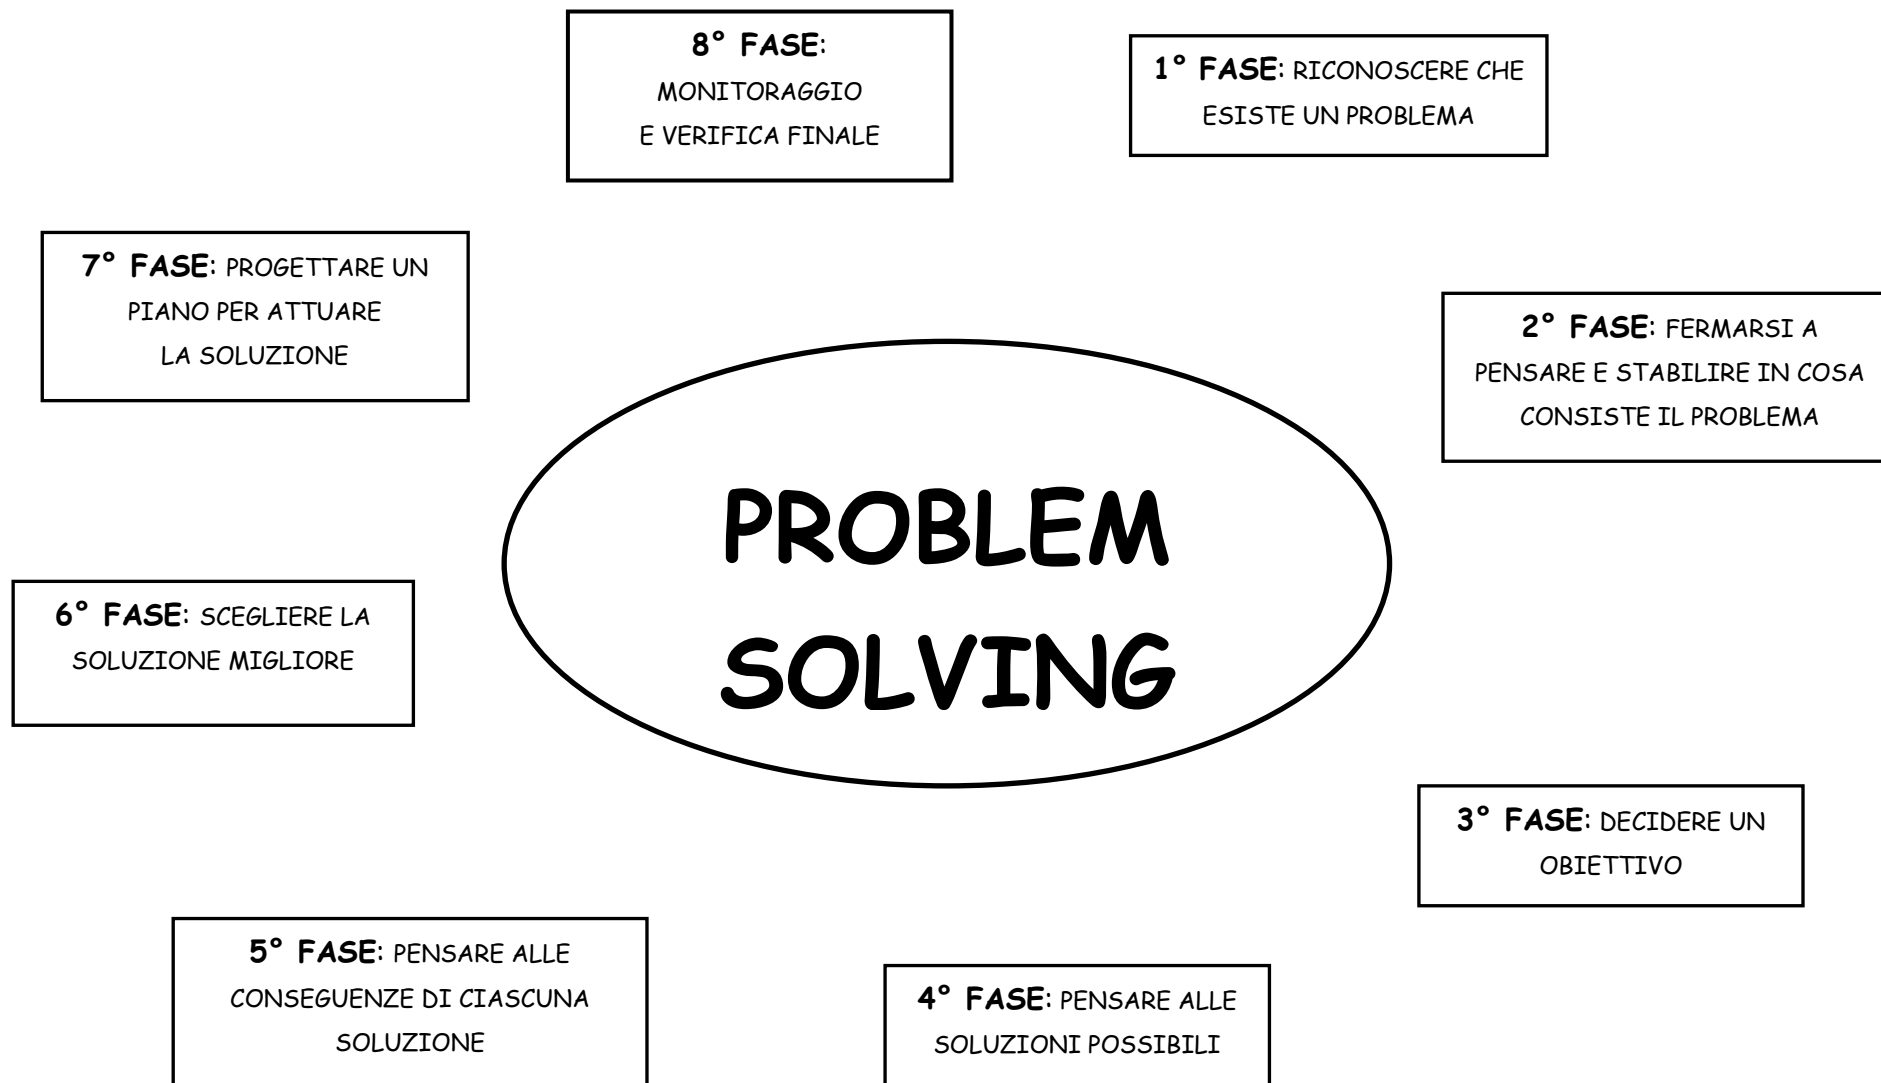 8° FASE:
MONITORAGGIO
E VERIFICA FINALE
1° FASE: RICONOSCERE CHE
ESISTE UN PROBLEMA
7° FASE: PROGETTARE UN
PIANO PER ATTUARE
LA SOLUZIONE
2° FASE: FERMARSI A
PENSARE E STABILIRE IN COSA
CONSISTE IL PROBLEMA
PROBLEM
SOLVING
6° FASE: SCEGLIERE LA
SOLUZIONE MIGLIORE
3° FASE: DECIDERE UN
OBIETTIVO
5° FASE: PENSARE ALLE
CONSEGUENZE DI CIASCUNA
SOLUZIONE
4° FASE: PENSARE ALLE
SOLUZIONI POSSIBILI